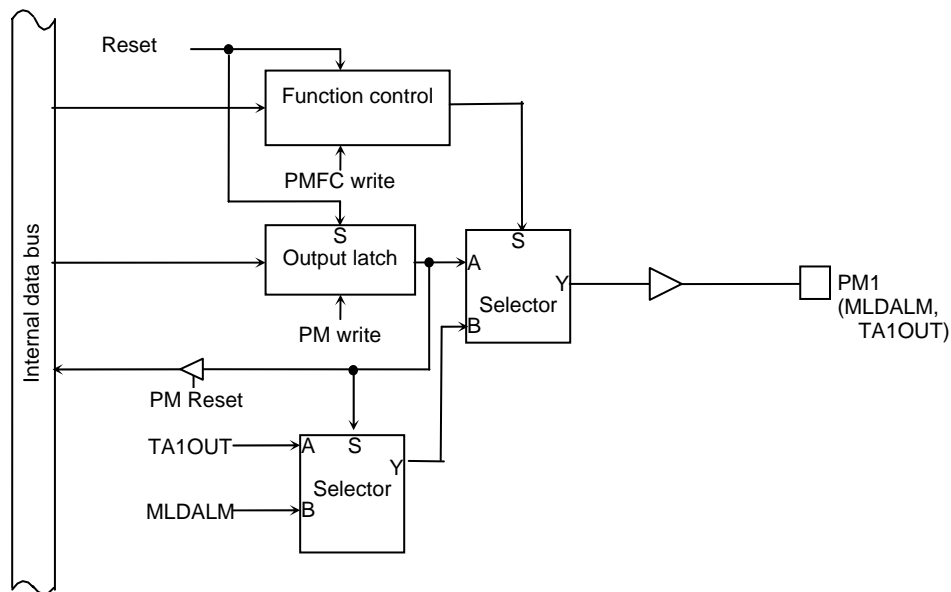 Reset
Function control
PMFC write
Internal data bus
S
Output latch
PM write
S
A
Y
Selector
B
PM1
(MLDALM,
TA1OUT)
PM Reset
TA1OUT
A
S
Y
Selector
MLDALM
B